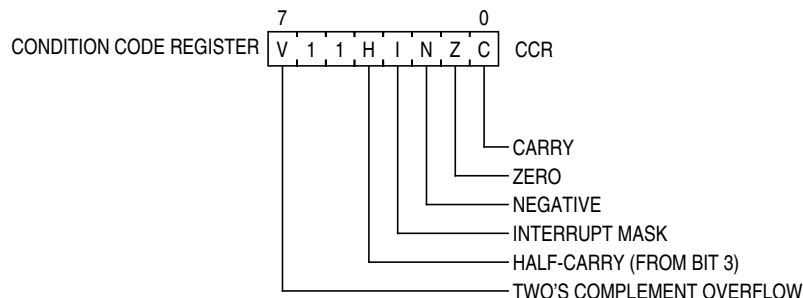 7 0
CONDITION CODE REGISTER V 1 1 H I N Z C CCR
CARRY
ZERO
NEGATIVE
INTERRUPT MASK
HALF-CARRY (FROM BIT 3)
TWO'S COMPLEMENT OVERFLOW